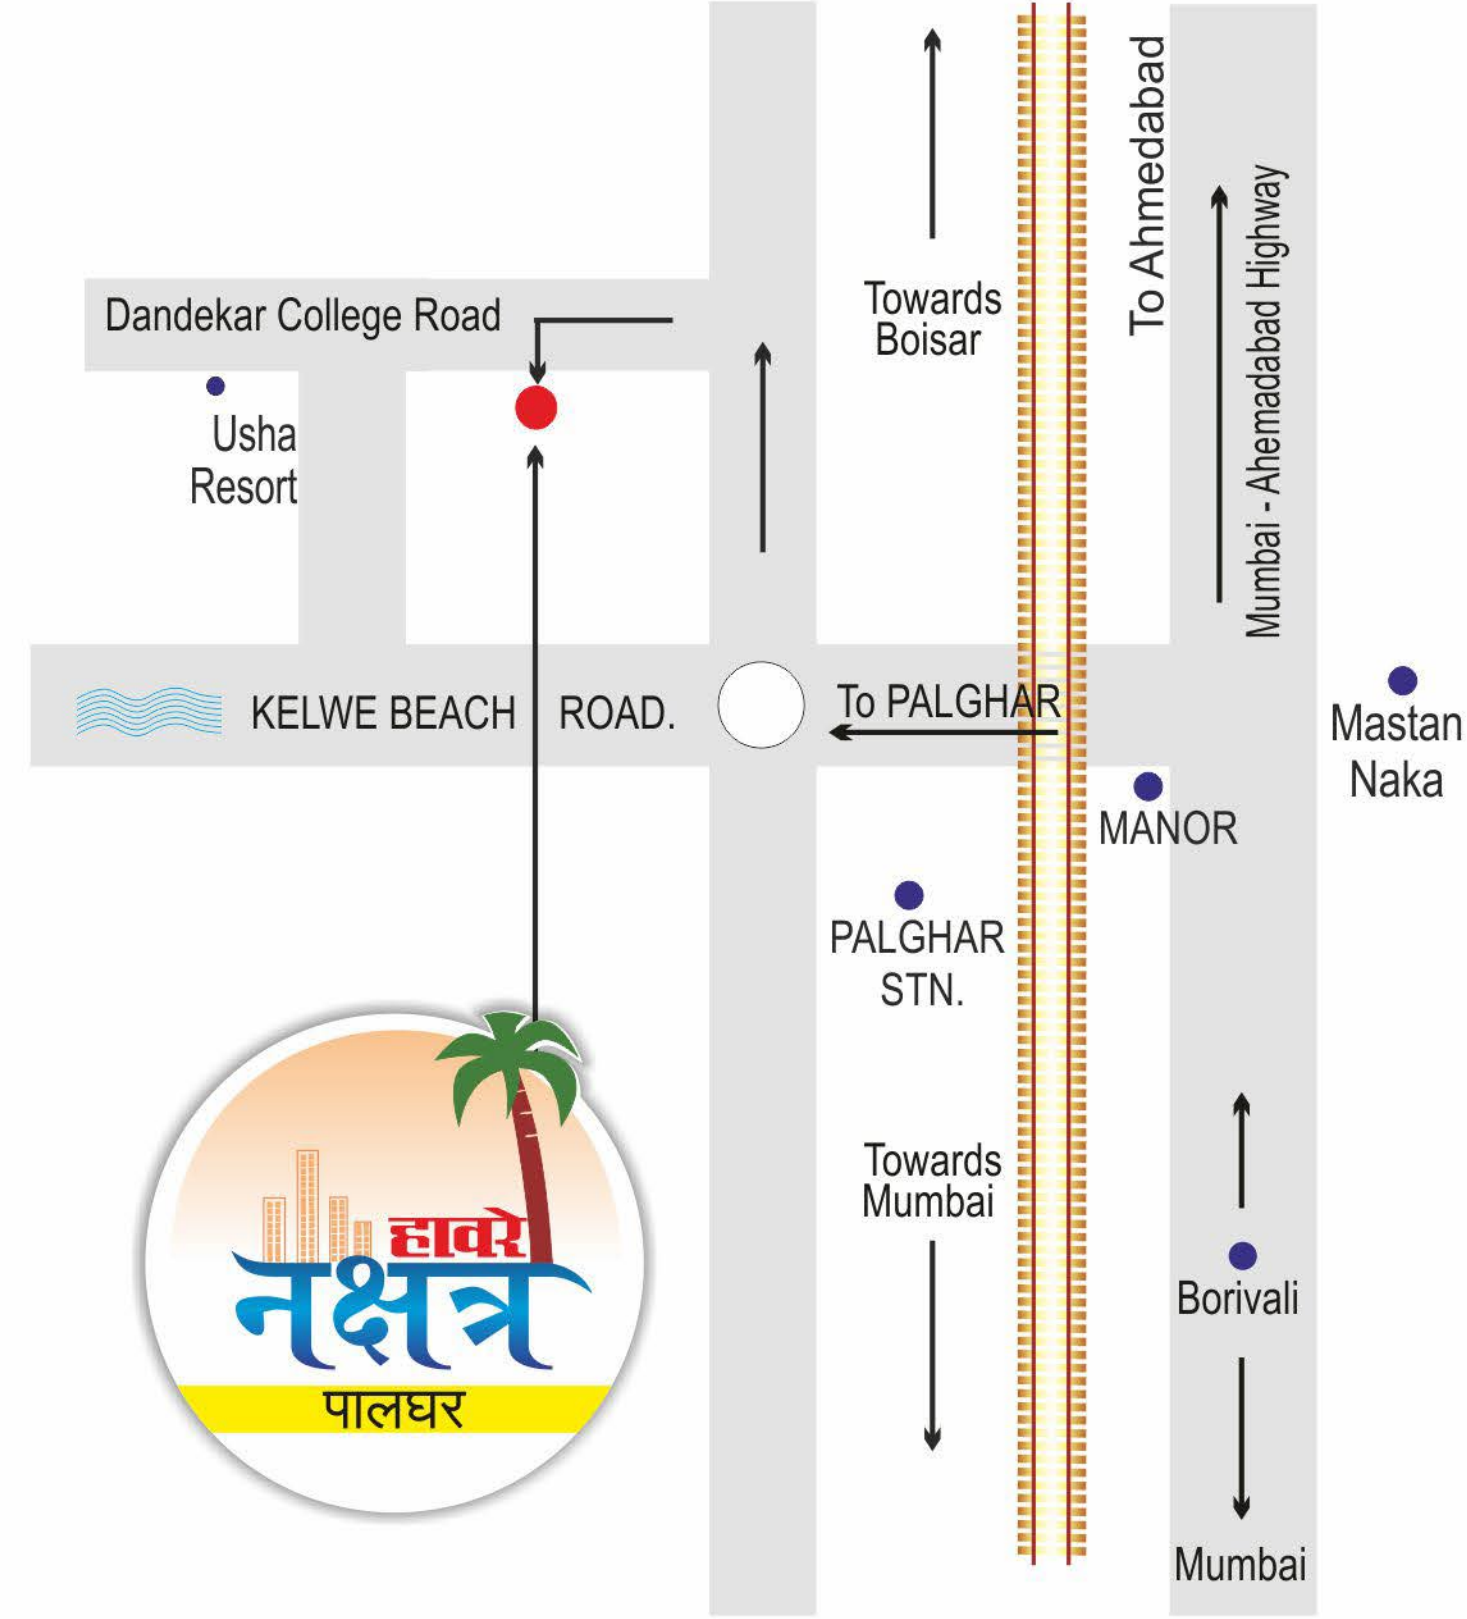 To Ahmedabad
Mumbai - Ahemadabad Highway
Towards
Boisar
Dandekar College Road
Usha
Resort
KELWE BEACH ROAD.
To PALGHAR
Mastan
Naka
MANOR
PALGHAR
STN.
Towards
Mumbai
Borivali
Mumbai
हावरे
नक्षत्र
पालघर